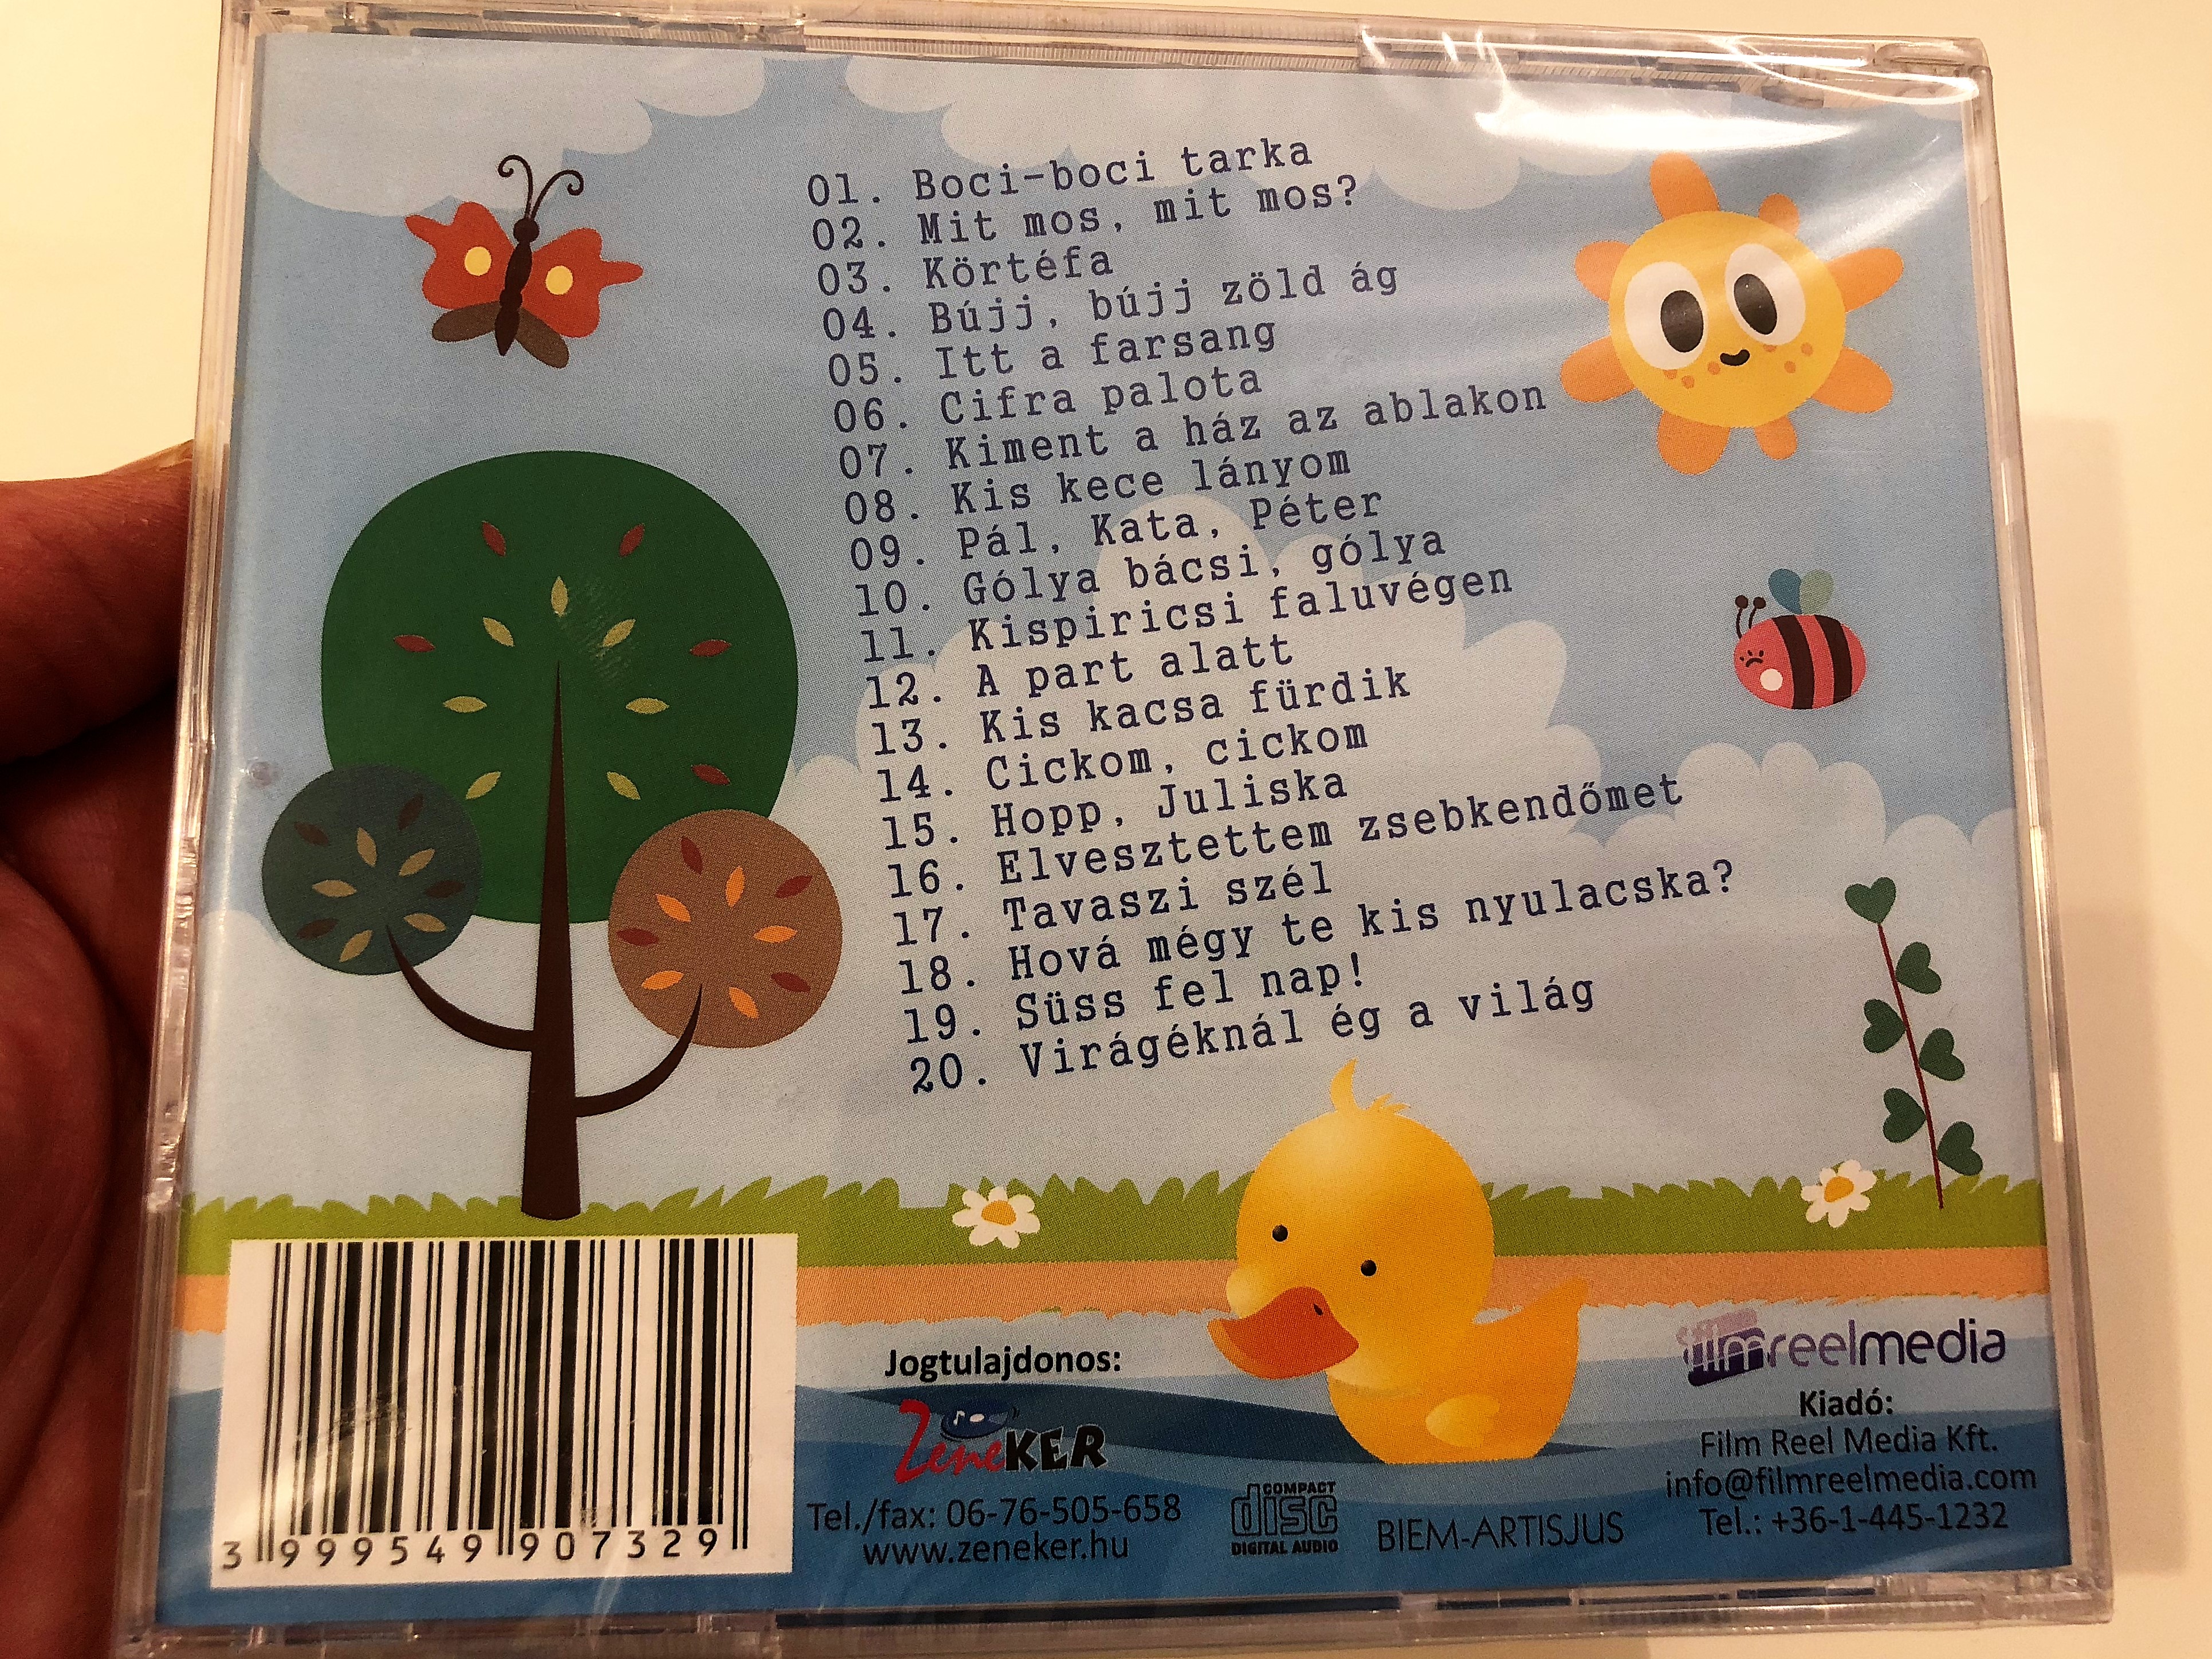 01. Boci-boci tarka
02. Mit mos, mit mos?
03. Körtéfa
04. Bújj, bújj zöld ág
05. Itt a farsang
06. Cifra palota
07. Kiment a ház az ablakon
08. Kis kece lányom
09. Pál, Kata, Péter
10. Gólya bácsi, gólya
11. Kispiricsi faluvégen
12. A part alatt
13. Kis kacsa fürdik
14. Cickom, cickom
15. Hopp, Juliska
16. Elvesztettem zsebkendőmet
17. Tavaszi szél
18. Hová mégy te kis nyulacska?
19. Süss fel nap!
20. Virágéknál ég a világ
3 999549 907329
Jogtulajdonos:
ZeneKER
Tel./fax: 06-76-505-658
www.zeneker.hu
COMPACT
disc
DIGITAL AUDIO
BIEM-ARTISJUS
filmreelmedia
Kiadó:
Film Reel Media Kft.
info@filmreelmedia.com
Tel.: +36-1-445-1232